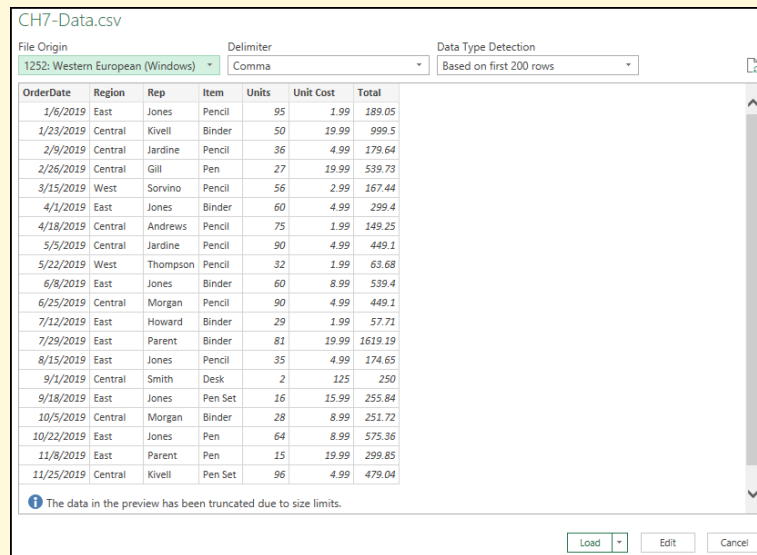 CH7-Data.csv
File Origin Delimiter Data Type Detection
1252: Western European (Windows) Comma Based on first 200 rows
OrderDate Region Rep Item Units Unit Cost Total
1/6/2019 East Jones Pencil 95 1.99 189.05
1/23/2019 Central Kivell Binder 50 19.99 999.5
2/9/2019 Central Jardine Pencil 36 4.99 179.64
2/26/2019 Central Gill Pen 27 19.99 539.73
3/15/2019 West Sorvino Pencil 56 2.99 167.44
4/1/2019 East Jones Binder 60 4.99 299.4
4/18/2019 Central Andrews Pencil 75 1.99 149.25
5/5/2019 Central Jardine Pencil 90 4.99 449.1
5/22/2019 West Thompson Pencil 32 1.99 63.68
6/8/2019 East Jones Binder 60 8.99 539.4
6/25/2019 Central Morgan Pencil 90 4.99 449.1
7/12/2019 East Howard Binder 29 1.99 57.71
7/29/2019 East Parent Binder 81 19.99 1619.19
8/15/2019 East Jones Pencil 35 4.99 174.65
9/1/2019 Central Smith Desk 2 125 250
9/18/2019 East Jones Pen Set 16 15.99 255.84
10/5/2019 Central Morgan Binder 28 8.99 251.72
10/22/2019 East Jones Pen 64 8.99 575.36
11/8/2019 East Parent Pen 15 19.99 299.85
11/25/2019 Central Kivell Pen Set 96 4.99 479.04
The data in the preview has been truncated due to size limits.
Load Edit Cancel